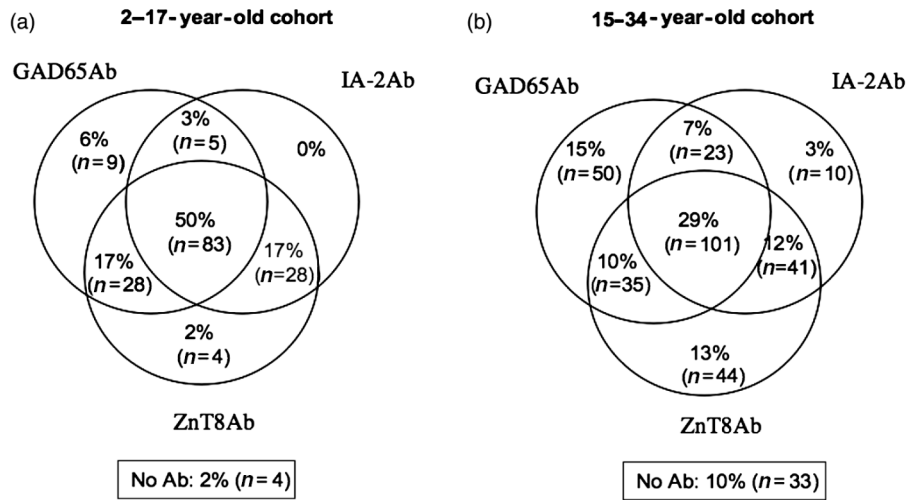 (a)
2–17-year-old cohort
GAD65Ab
IA-2Ab
3%
(n=5)
6%
(n=9)
0%
50%
(n=83)
17%
(n=28)
17%
(n=28)
2%
(n=4)
ZnT8Ab
No Ab: 2% (n=4)
(b)
15–34-year-old cohort
GAD65Ab
IA-2Ab
7%
(n=23)
15%
(n=50)
3%
(n=10)
29%
(n=101)
10%
(n=35)
12%
(n=41)
13%
(n=44)
ZnT8Ab
No Ab: 10% (n=33)